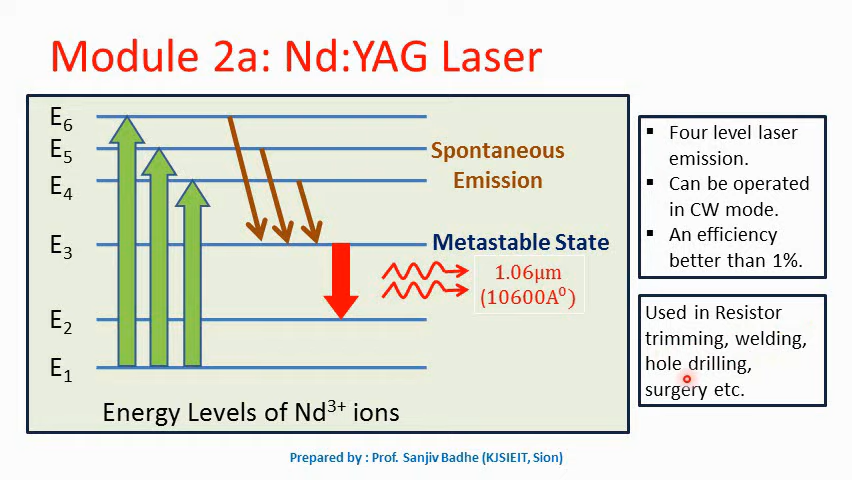 Module 2a: Nd:YAG Laser
E6
E5
E4
E3
E2
E1
Spontaneous
Emission
Metastable State
1.06μm
(10600A⁰)
Energy Levels of Nd³⁺ ions
▪ Four level laser
emission.
▪ Can be operated
in CW mode.
▪ An efficiency
better than 1%.
Used in Resistor
trimming, welding,
hole drilling,
surgery etc.
Prepared by : Prof. Sanjiv Badhe (KJSIEIT, Sion)